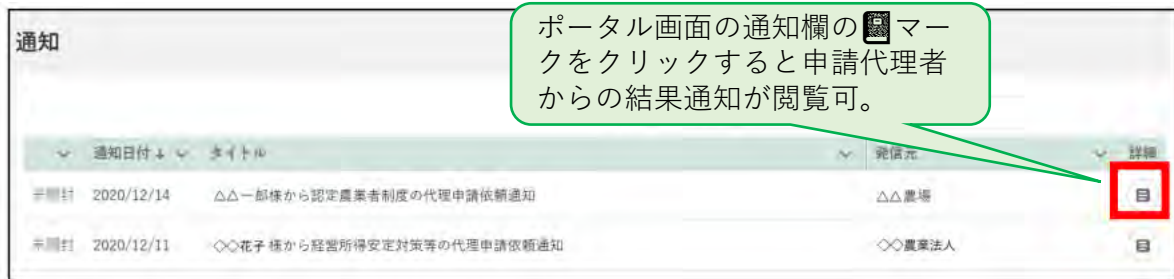 通知
ポータル画面の通知欄の📓マー
クをクリックすると申請代理者
からの結果通知が閲覧可。
通知日付↓ タイトル 発信元 詳細
未開封 2020/12/14 △△一郎様から認定農業者制度の代理申請依頼通知 △△農場
未開封 2020/12/11 ◇◇花子様から経営所得安定対策等の代理申請依頼通知 ◇◇農業法人